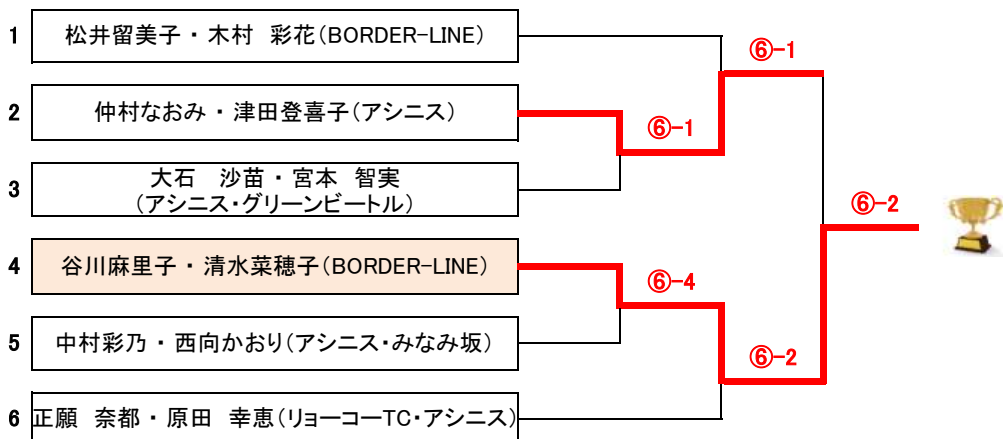 1 松井留美子・木村　彩花(BORDER-LINE)
⑥-1
2 仲村なおみ・津田登喜子(アシニス)
⑥-1
3 大石　沙苗・宮本　智実
(アシニス・グリーンビートル)
⑥-2
4 谷川麻里子・清水菜穂子(BORDER-LINE)
⑥-4
5 中村彩乃・西向かおり(アシニス・みなみ坂)
⑥-2
6 正願　奈都・原田　幸恵(リョーコーTC・アシニス)